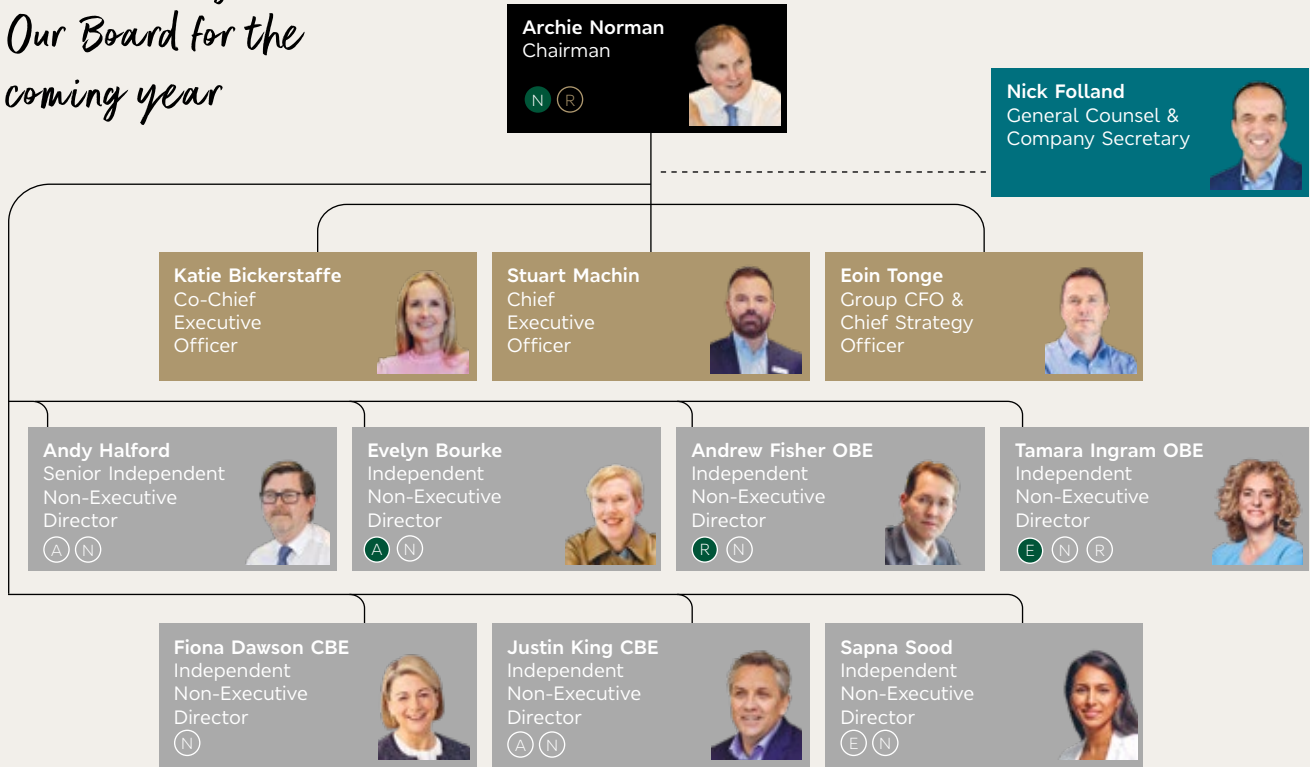 Our Board for the
coming year
Archie Norman
Chairman
N R
Nick Folland
General Counsel &
Company Secretary
Katie Bickerstaffe
Co-Chief
Executive
Officer
Stuart Machin
Chief
Executive
Officer
Eoin Tonge
Group CFO &
Chief Strategy
Officer
Andy Halford
Senior Independent
Non-Executive
Director
A N
Evelyn Bourke
Independent
Non-Executive
Director
A N
Andrew Fisher OBE
Independent
Non-Executive
Director
R N
Tamara Ingram OBE
Independent
Non-Executive
Director
E N R
Fiona Dawson CBE
Independent
Non-Executive
Director
N
Justin King CBE
Independent
Non-Executive
Director
A N
Sapna Sood
Independent
Non-Executive
Director
E N